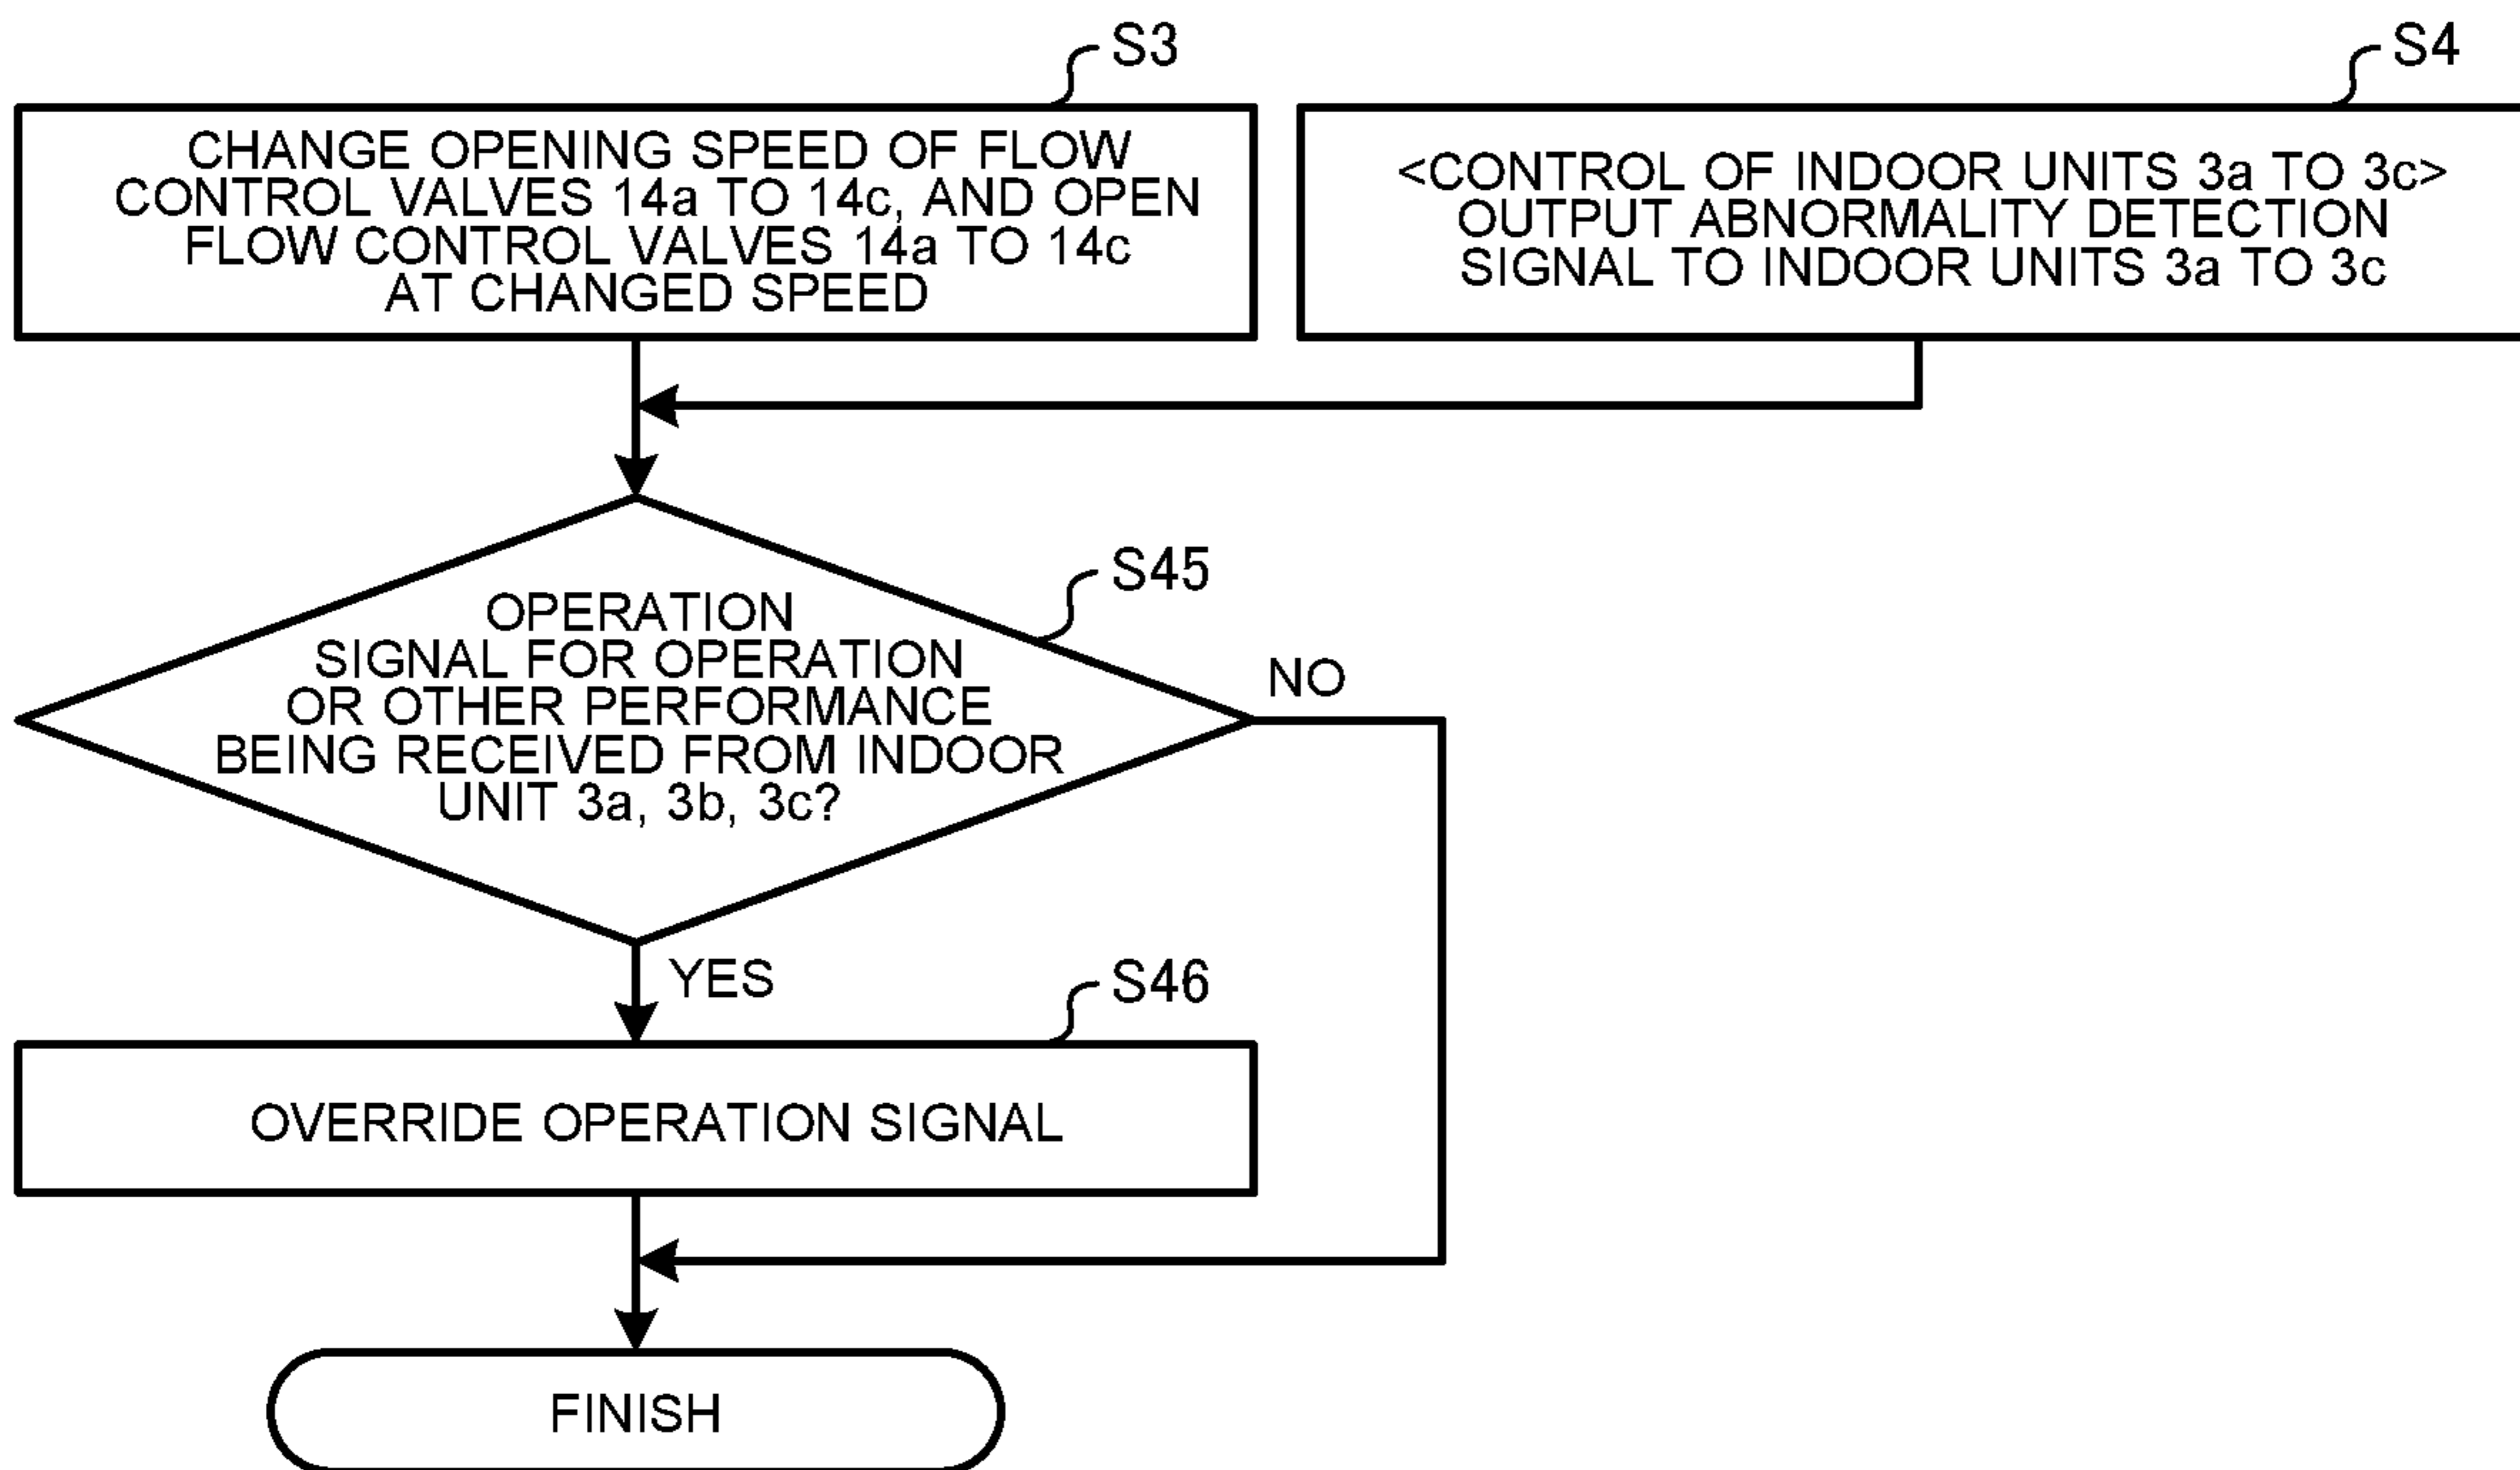 S3
CHANGE OPENING SPEED OF FLOW
CONTROL VALVES 14a TO 14c, AND OPEN
FLOW CONTROL VALVES 14a TO 14c
AT CHANGED SPEED
S4
<CONTROL OF INDOOR UNITS 3a TO 3c>
OUTPUT ABNORMALITY DETECTION
SIGNAL TO INDOOR UNITS 3a TO 3c
S45
OPERATION
SIGNAL FOR OPERATION
OR OTHER PERFORMANCE
BEING RECEIVED FROM INDOOR
UNIT 3a, 3b, 3c?
NO
YES
S46
OVERRIDE OPERATION SIGNAL
FINISH